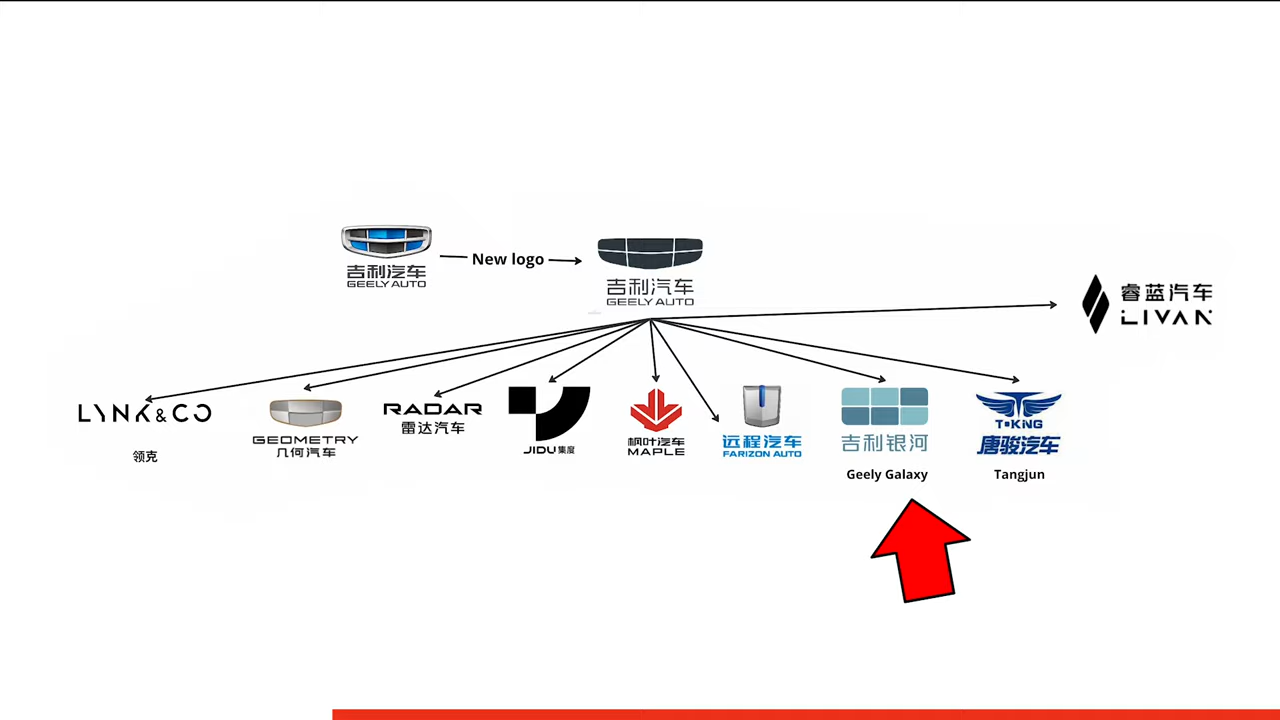 吉利汽车
GEELY AUTO
New logo
吉利汽车
GEELY AUTO
睿蓝汽车
LIVAN
LYNK&CO
领克
GEOMETRY
几何汽车
RADAR
雷达汽车
JIDU 集度
枫叶汽车
MAPLE
远程汽车
FARIZON AUTO
吉利银河
Geely Galaxy
T·KING
唐骏汽车
Tangjun